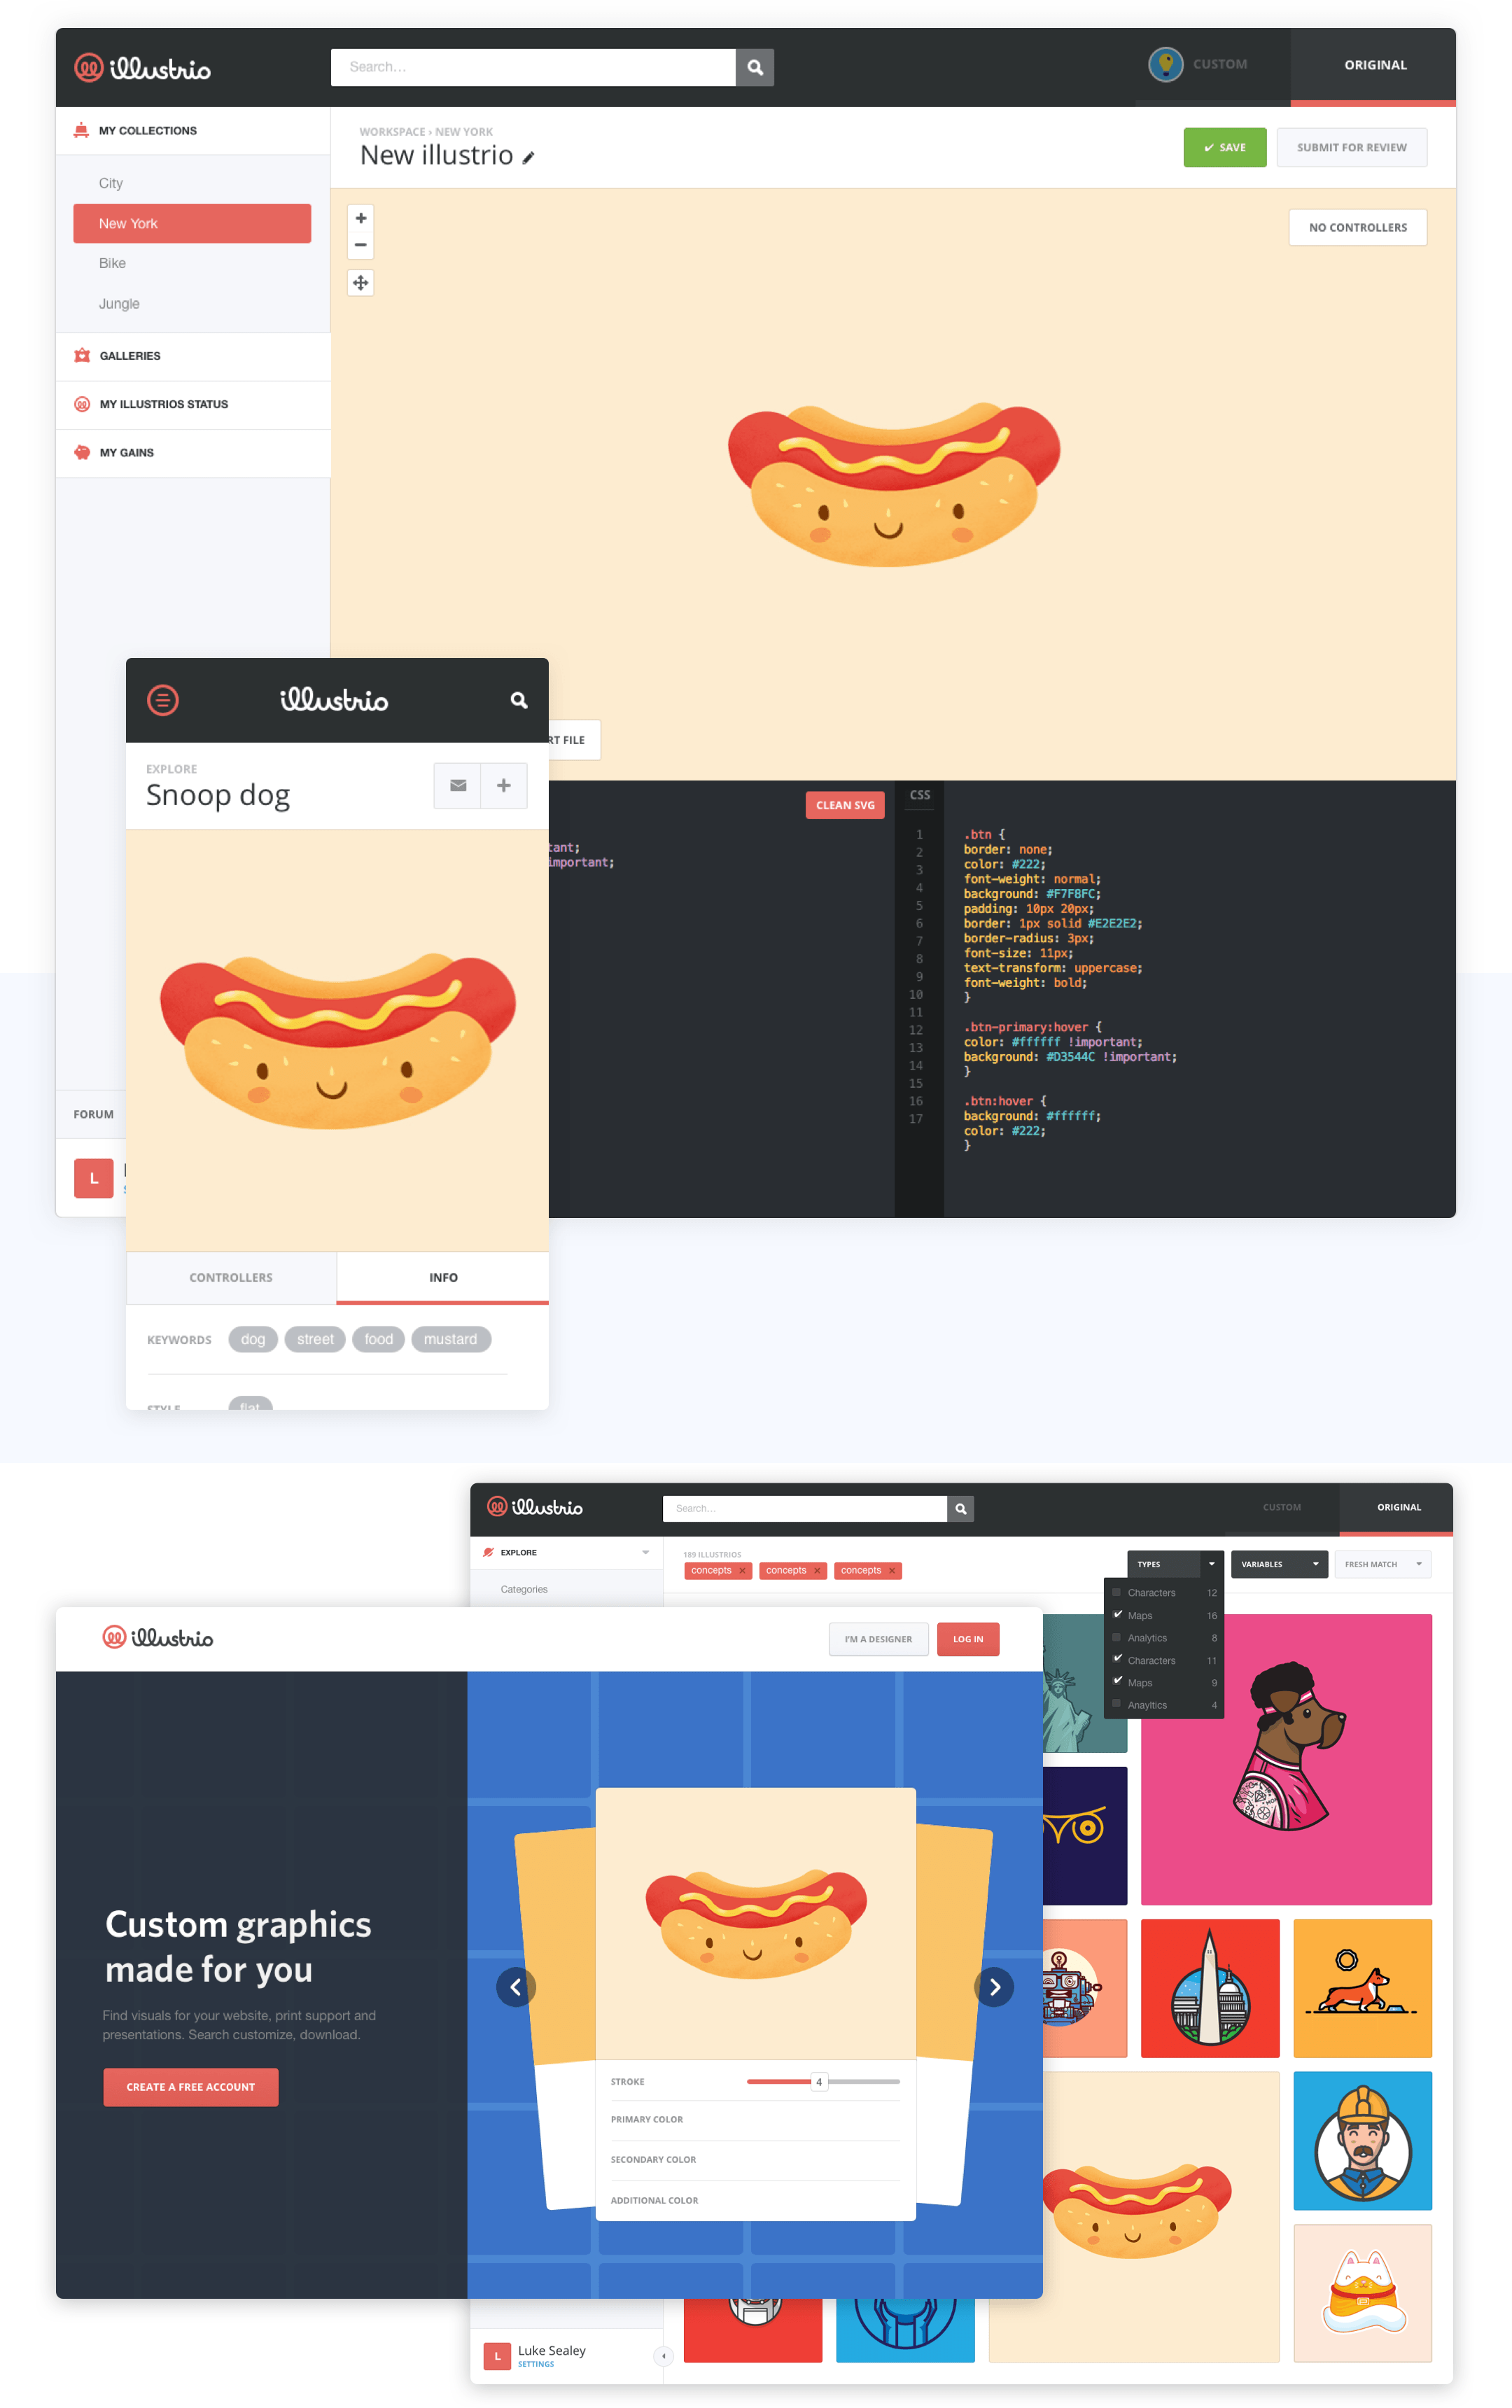 illustrio
Search...
CUSTOM
ORIGINAL
MY COLLECTIONS
City
New York
Bike
Jungle
GALLERIES
MY ILLUSTRIOS STATUS
MY GAINS
WORKSPACE › NEW YORK
New illustrio
✔ SAVE
SUBMIT FOR REVIEW
NO CONTROLLERS
RT FILE
CLEAN SVG
tant;
important;
CSS
1
2
3
4
5
6
7
8
9
10
11
12
13
14
15
16
17
.btn {
border: none;
color: #222;
font-weight: normal;
background: #F7F8FC;
padding: 10px 20px;
border: 1px solid #E2E2E2;
border-radius: 3px;
font-size: 11px;
text-transform: uppercase;
font-weight: bold;
}
.btn-primary:hover {
color: #ffffff !important;
background: #D3544C !important;
}
.btn:hover {
background: #ffffff;
color: #222;
}
FORUM
L
illustrio
EXPLORE
Snoop dog
CONTROLLERS
INFO
KEYWORDS
dog
street
food
mustard
STYLE
flat
illustrio
Search...
CUSTOM
ORIGINAL
EXPLORE
Categories
189 ILLUSTRIOS
concepts ×
concepts ×
concepts ×
TYPES
VARIABLES
FRESH MATCH
Characters 12
Maps 16
Analytics 8
Characters 11
Maps 9
Anayltics 4
illustrio
I'M A DESIGNER
LOG IN
Custom graphics
made for you
Find visuals for your website, print support and
presentations. Search customize, download.
CREATE A FREE ACCOUNT
STROKE
4
PRIMARY COLOR
SECONDARY COLOR
ADDITIONAL COLOR
L
Luke Sealey
SETTINGS